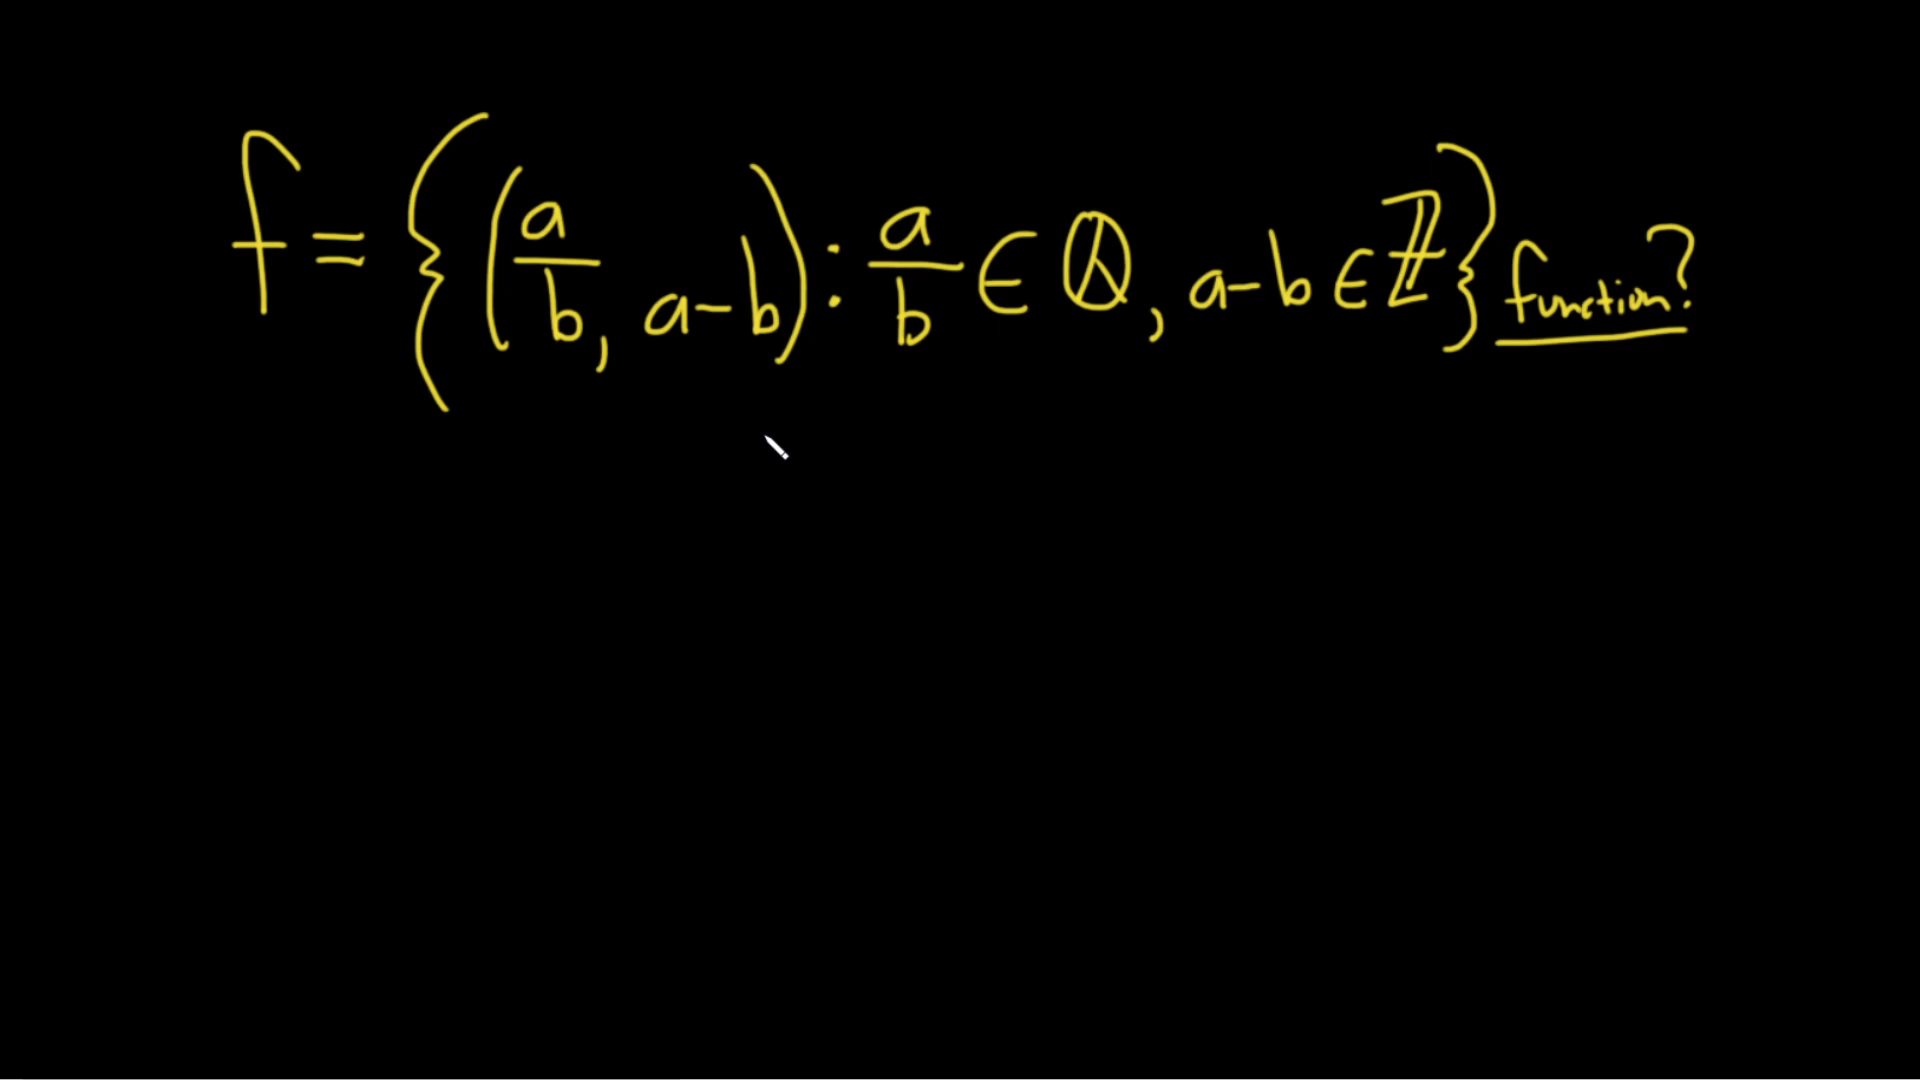 f = {(a/b, a-b) : a/b ∈ ℚ, a-b ∈ ℤ} function?